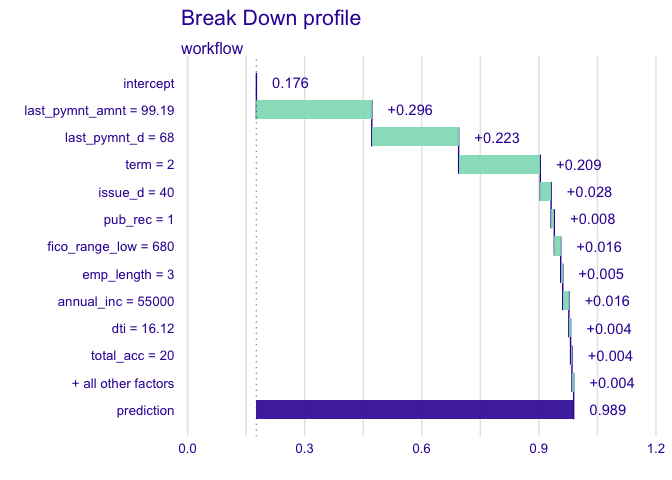 Break Down profile
workflow
intercept 0.176
last_pymnt_amnt = 99.19 +0.296
last_pymnt_d = 68 +0.223
term = 2 +0.209
issue_d = 40 +0.028
pub_rec = 1 +0.008
fico_range_low = 680 +0.016
emp_length = 3 +0.005
annual_inc = 55000 +0.016
dti = 16.12 +0.004
total_acc = 20 +0.004
+ all other factors +0.004
prediction 0.989
0.0 0.3 0.6 0.9 1.2